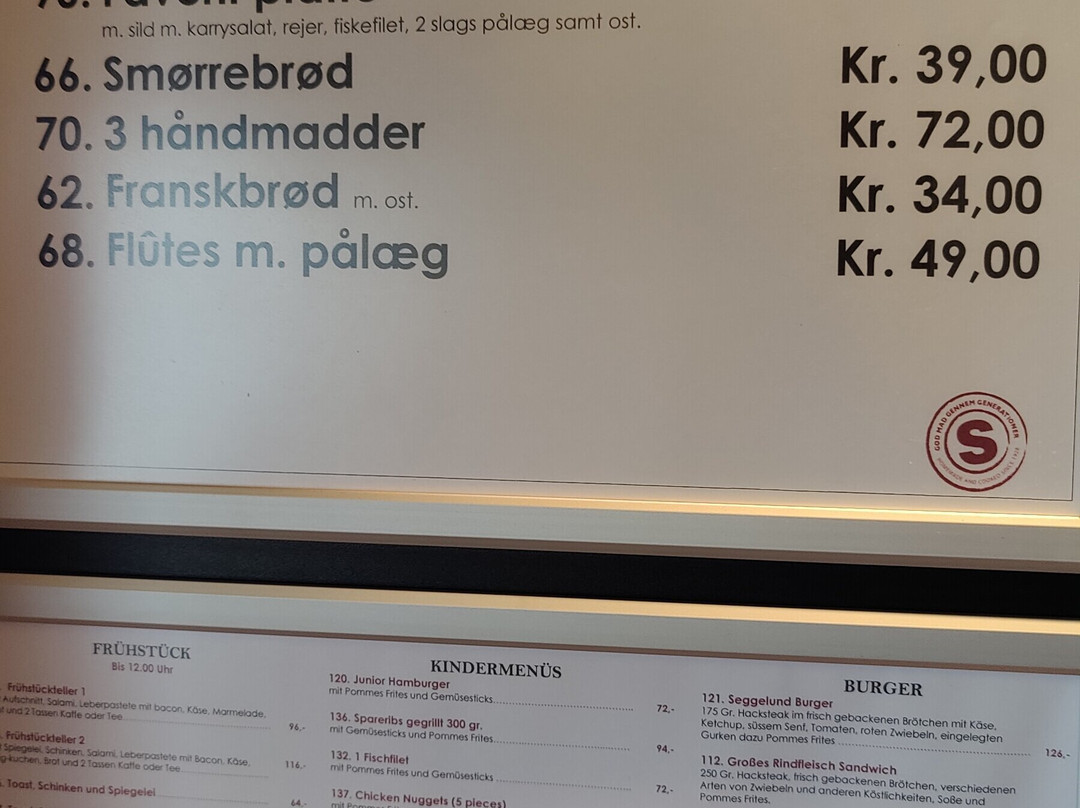 m. sild m. karrysalat, rejer, fiskefilet, 2 slags pålæg samt ost.
66. Smørrebrød Kr. 39,00
70. 3 håndmadder Kr. 72,00
62. Franskbrød m. ost. Kr. 34,00
68. Flûtes m. pålæg Kr. 49,00
GOD MAD GENNEM GENERATIONER
S
FRÜHSTÜCK
Bis 12.00 Uhr
Frühstückteller 1
Aufschnitt, Salami, Leberpastete mit bacon, Käse, Marmelade,
und 2 Tassen Kaffe oder Tee 96,-
Frühstückteller 2
Spiegelei, Schinken, Salami, Leberpastete mit Bacon, Käse,
kuchen, Brot und 2 Tassen Kaffe oder Tee 116,-
Toast, Schinken und Spiegelei 64,-
KINDERMENÜS
120. Junior Hamburger
mit Pommes Frites und Gemüsesticks 72,-
136. Spareribs gegrillt 300 gr.
mit Gemüsesticks und Pommes Frites 94,-
132. 1 Fischfilet
mit Pommes Frites und Gemüsesticks 72,-
137. Chicken Nuggets (5 pieces)
BURGER
121. Seggelund Burger
175 Gr. Hacksteak im frisch gebackenen Brötchen mit Käse,
Ketchup, süssem Senf, Tomaten, roten Zwiebeln, eingelegten
Gurken dazu Pommes Frites 126,-
112. Großes Rindfleisch Sandwich
250 Gr. Hacksteak, frisch gebackenen Brötchen, verschiedenen
Arten von Zwiebeln und anderen Köstlichkeiten, Soße und
Pommes Frites.